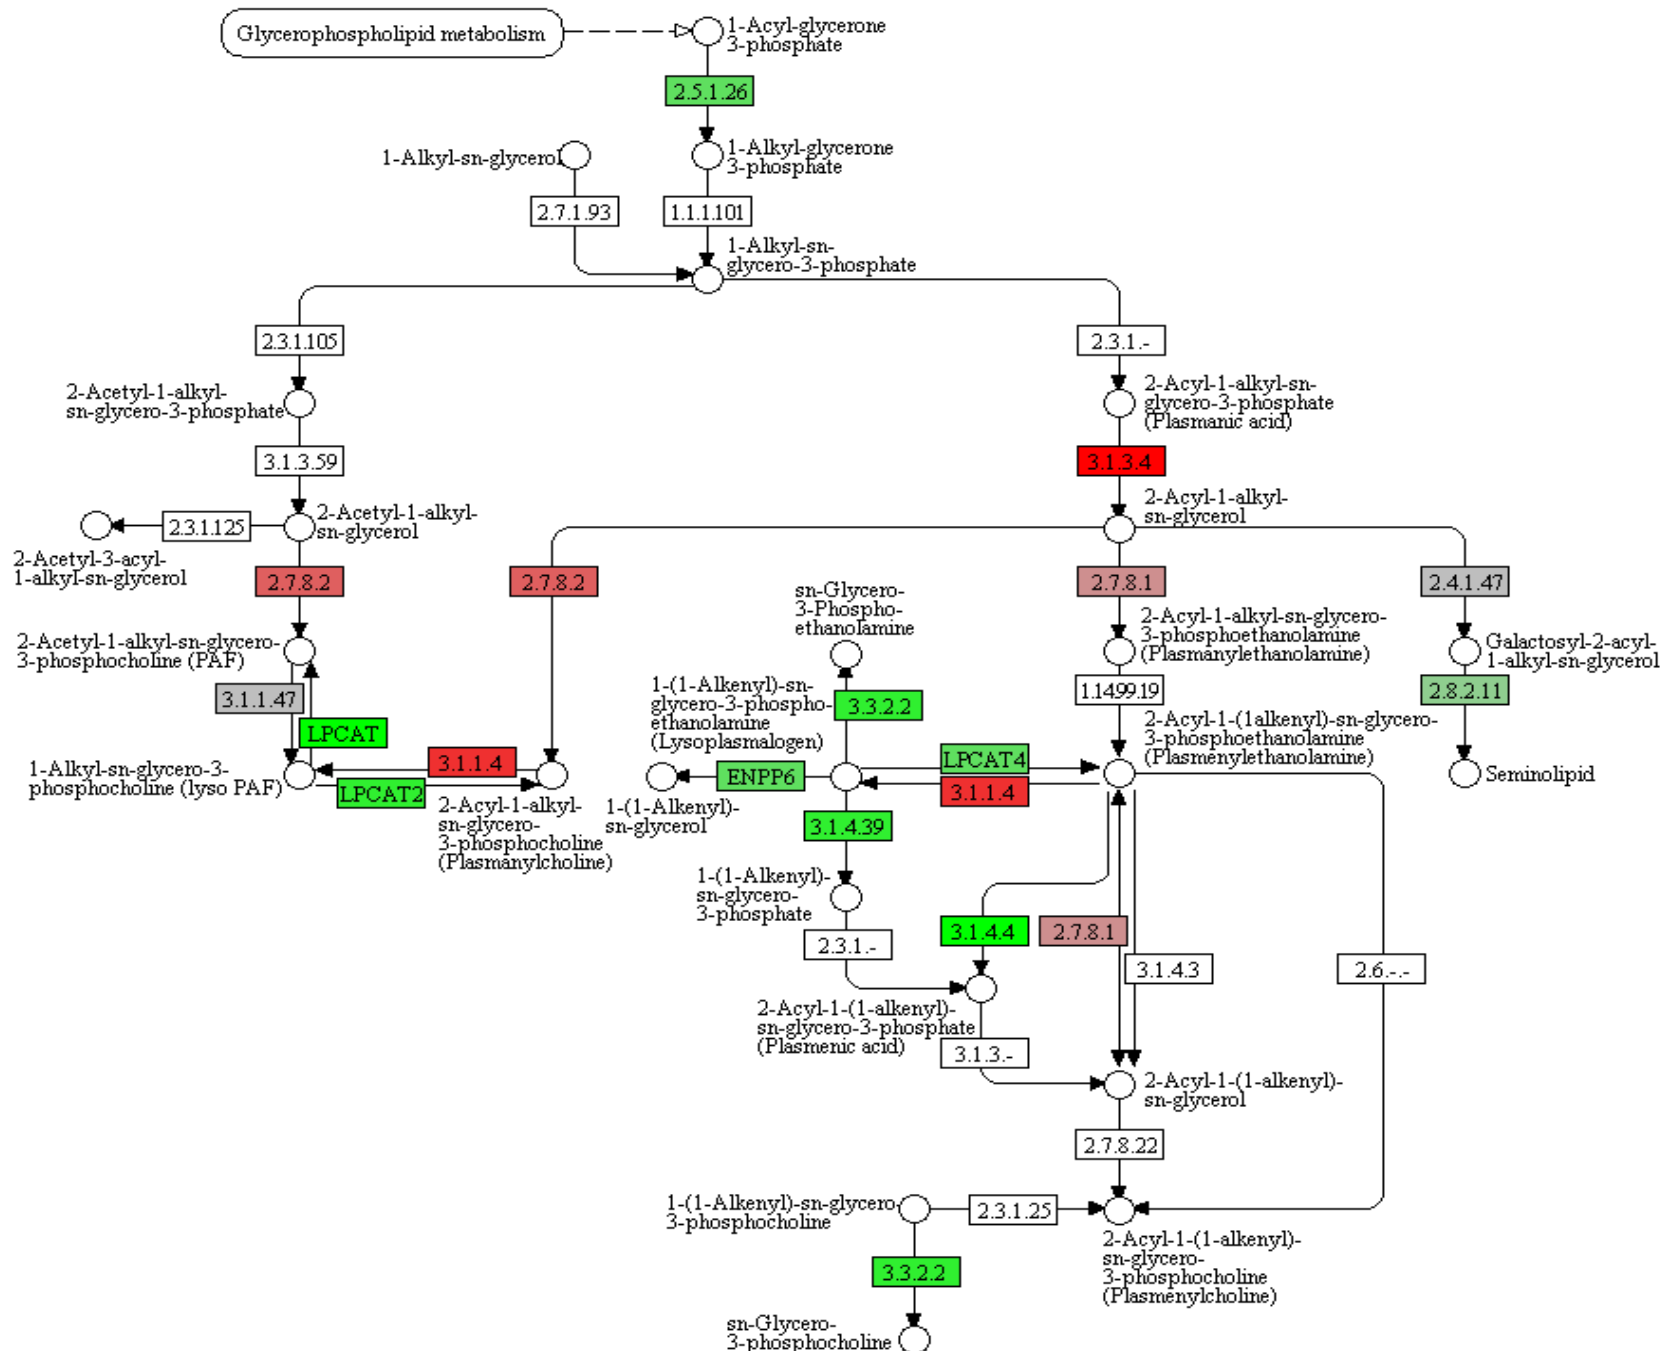 Glycerophospholipid metabolism
1-Acyl-glycerone
3-phosphate
2.5.1.26
1-Alkyl-sn-glycerol
1-Alkyl-glycerone
3-phosphate
2.7.1.93
1.1.1.101
1-Alkyl-sn-
glycero-3-phosphate
2.3.1.105
2.3.1.-
2-Acetyl-1-alkyl-
sn-glycero-3-phosphate
2-Acyl-1-alkyl-sn-
glycero-3-phosphate
(Plasmanic acid)
3.1.3.59
3.1.3.4
2.3.1.125
2-Acetyl-1-alkyl-
sn-glycerol
2-Acyl-1-alkyl-
sn-glycerol
2-Acetyl-3-acyl-
1-alkyl-sn-glycerol
2.7.8.2
2.7.8.2
2.7.8.1
2.4.1.47
sn-Glycero-
3-Phospho-
ethanolamine
2-Acetyl-1-alkyl-sn-glycero-
3-phosphocholine (PAF)
2-Acyl-1-alkyl-sn-glycero-
3-phosphoethanolamine
(Plasmanylethanolamine)
Galactosyl-2-acyl-
1-alkyl-sn-glycerol
3.1.1.47
1-(1-Alkenyl)-sn-
glycero-3-phospho-
ethanolamine
(Lysoplasmalogen)
3.3.2.2
1.14.99.19
2.8.2.11
LPCAT
2-Acyl-1-(1alkenyl)-sn-glycero-
3-phosphoethanolamine
(Plasmenylethanolamine)
1-Alkyl-sn-glycero-3-
phosphocholine (lyso PAF)
3.1.1.4
LPCAT2
ENPP6
LPCAT4
3.1.1.4
Seminolipid
2-Acyl-1-alkyl-
sn-glycero-
3-phosphocholine
(Plasmanylcholine)
1-(1-Alkenyl)-
sn-glycerol
3.1.4.39
1-(1-Alkenyl)-
sn-glycero-
3-phosphate
2.3.1.-
3.1.4.4
2.7.8.1
3.1.4.3
2.6.-.-
2-Acyl-1-(1-alkenyl)-
sn-glycero-3-phosphate
(Plasmenic acid)
3.1.3.-
2-Acyl-1-(1-alkenyl)-
sn-glycerol
2.7.8.22
1-(1-Alkenyl)-sn-glycero
3-phosphocholine
2.3.1.25
2-Acyl-1-(1-alkenyl)-
sn-glycero-
3-phosphocholine
(Plasmenylcholine)
3.3.2.2
sn-Glycero-
3-phosphocholine